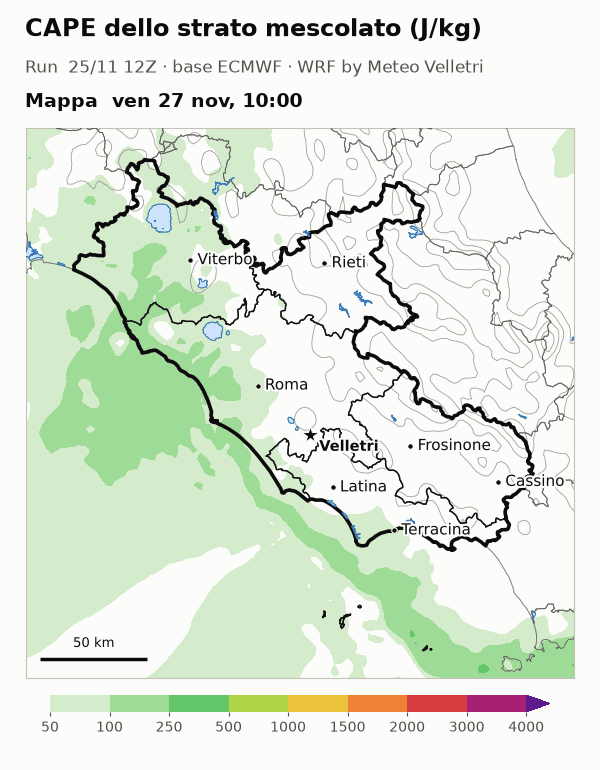 CAPE dello strato mescolato (J/kg)
Run  25/11 12Z · base ECMWF · WRF by Meteo Velletri
Mappa  ven 27 nov, 10:00
Viterbo
Rieti
Roma
Velletri
Frosinone
Latina
Cassino
Terracina
50 km
50 100 250 500 1000 1500 2000 3000 4000